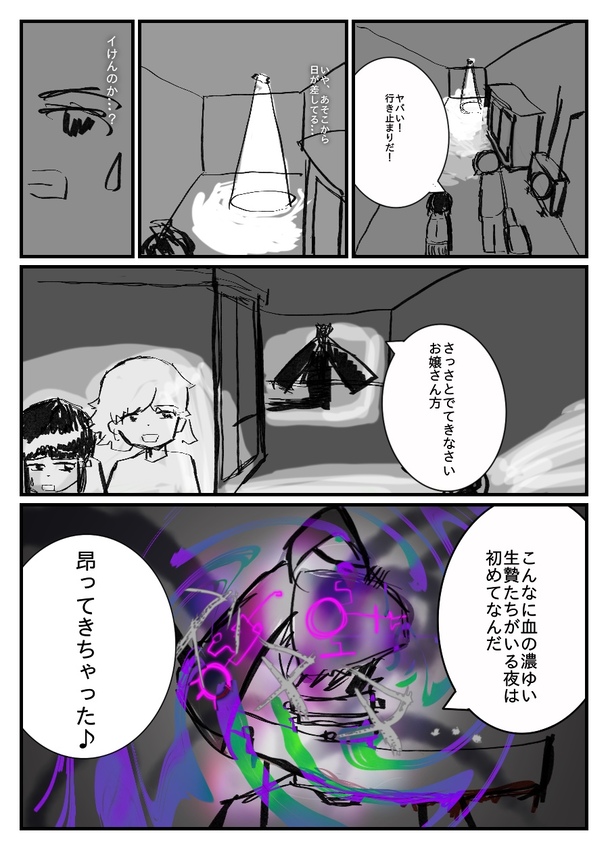 ヤバい！
行き止まりだ！
いや、あそこから
日が差してる…
イけんのか…？
さっさとでてきなさい
お嬢さん方
こんなに血の濃ゆい
生贄たちがいる夜は
初めてなんだ
昂ってきちゃった♪